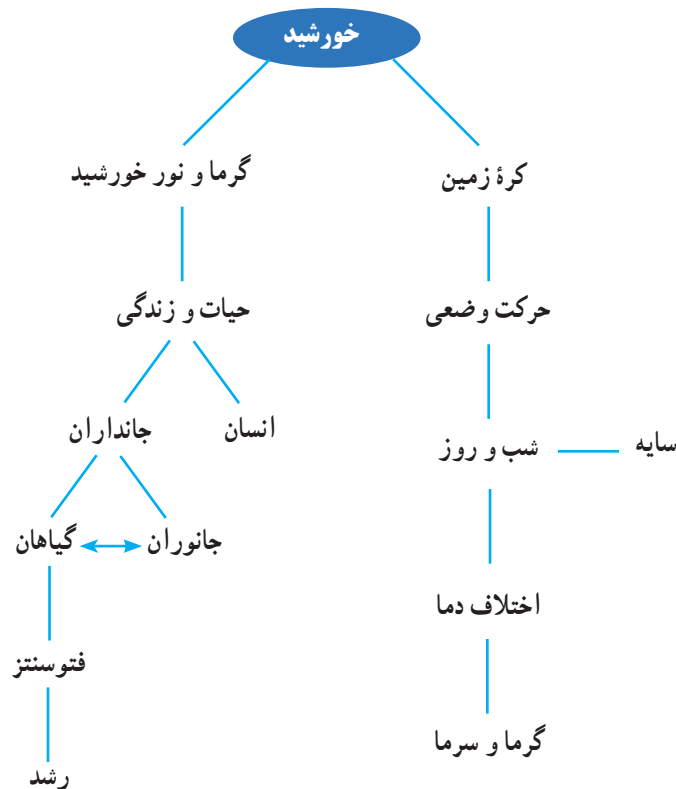 خورشید
کرهٔ زمین
گرما و نور خورشید
حرکت وضعی
حیات و زندگی
انسان
جانداران
شب و روز
سایه
جانوران
گیاهان
اختلاف دما
فتوسنتز
گرما و سرما
رشد